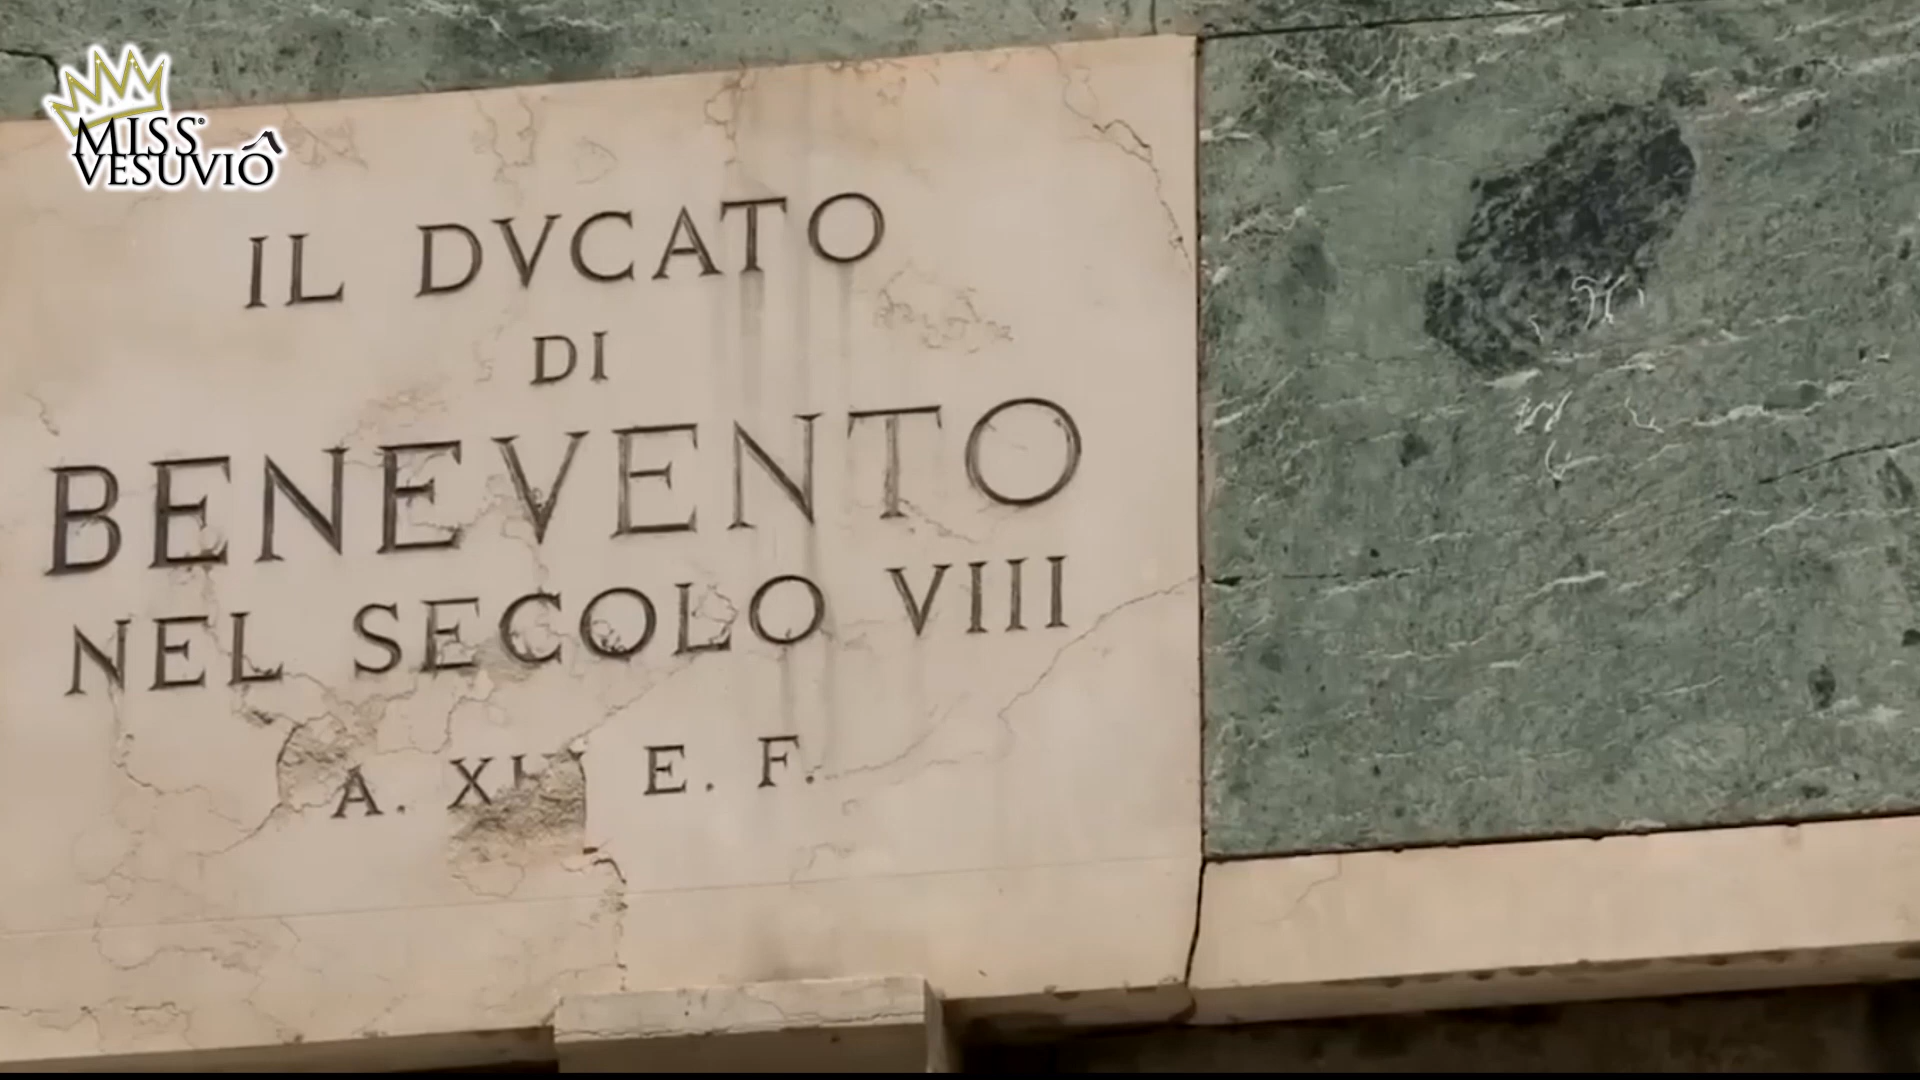 MISS®
VESUVIO
IL DVCATO
DI
BENEVENTO
NEL SECOLO VIII
A. E. F.